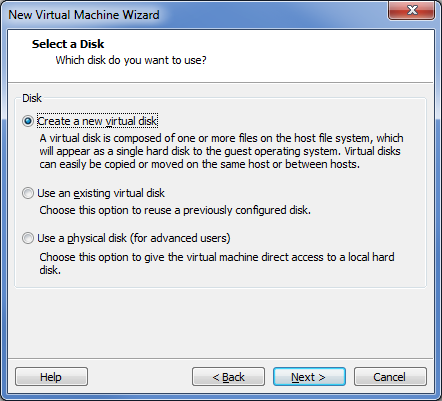 New Virtual Machine Wizard
Select a Disk
Which disk do you want to use?
Disk
Create a new virtual disk
A virtual disk is composed of one or more files on the host file system, which
will appear as a single hard disk to the guest operating system. Virtual disks
can easily be copied or moved on the same host or between hosts.
Use an existing virtual disk
Choose this option to reuse a previously configured disk.
Use a physical disk (for advanced users)
Choose this option to give the virtual machine direct access to a local hard
disk.
Help
< Back
Next >
Cancel